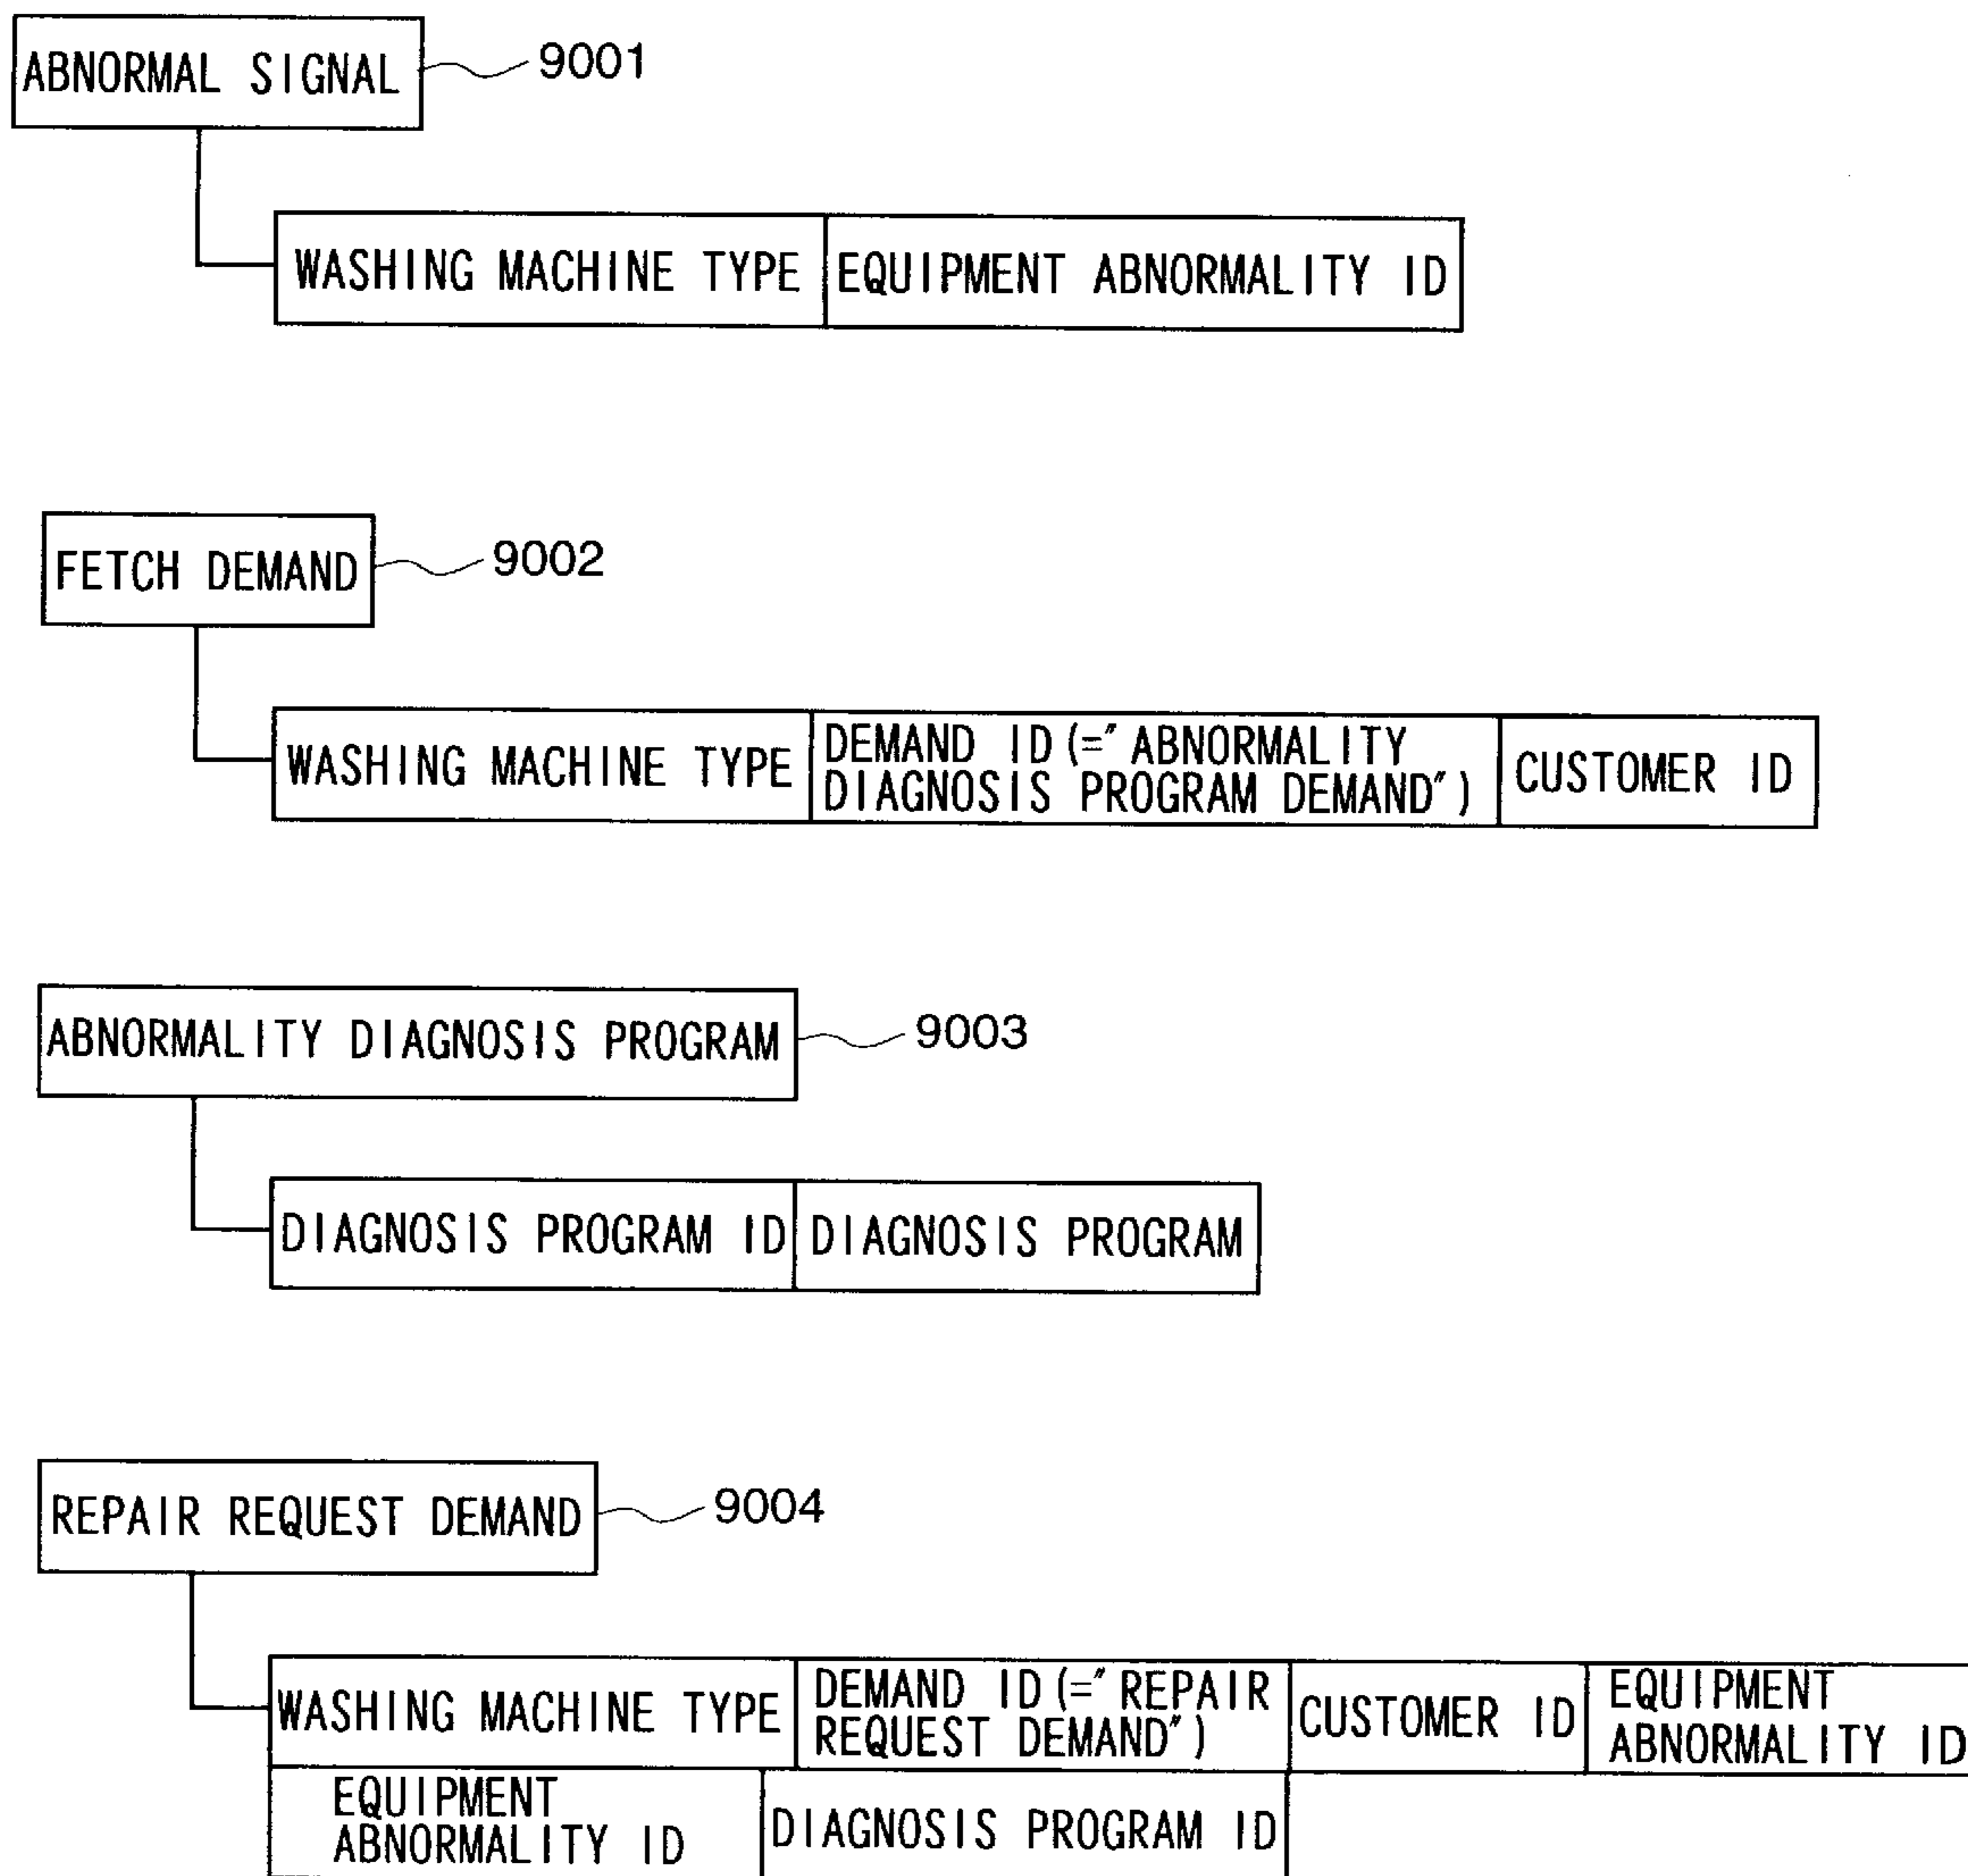 ABNORMAL SIGNAL
9001
WASHING MACHINE TYPE
EQUIPMENT ABNORMALITY ID
FETCH DEMAND
9002
WASHING MACHINE TYPE
DEMAND ID (=″ABNORMALITY
DIAGNOSIS PROGRAM DEMAND″)
CUSTOMER ID
ABNORMALITY DIAGNOSIS PROGRAM
9003
DIAGNOSIS PROGRAM ID
DIAGNOSIS PROGRAM
REPAIR REQUEST DEMAND
9004
WASHING MACHINE TYPE
DEMAND ID (=″REPAIR
REQUEST DEMAND″)
CUSTOMER ID
EQUIPMENT
ABNORMALITY ID
EQUIPMENT
ABNORMALITY ID
DIAGNOSIS PROGRAM ID